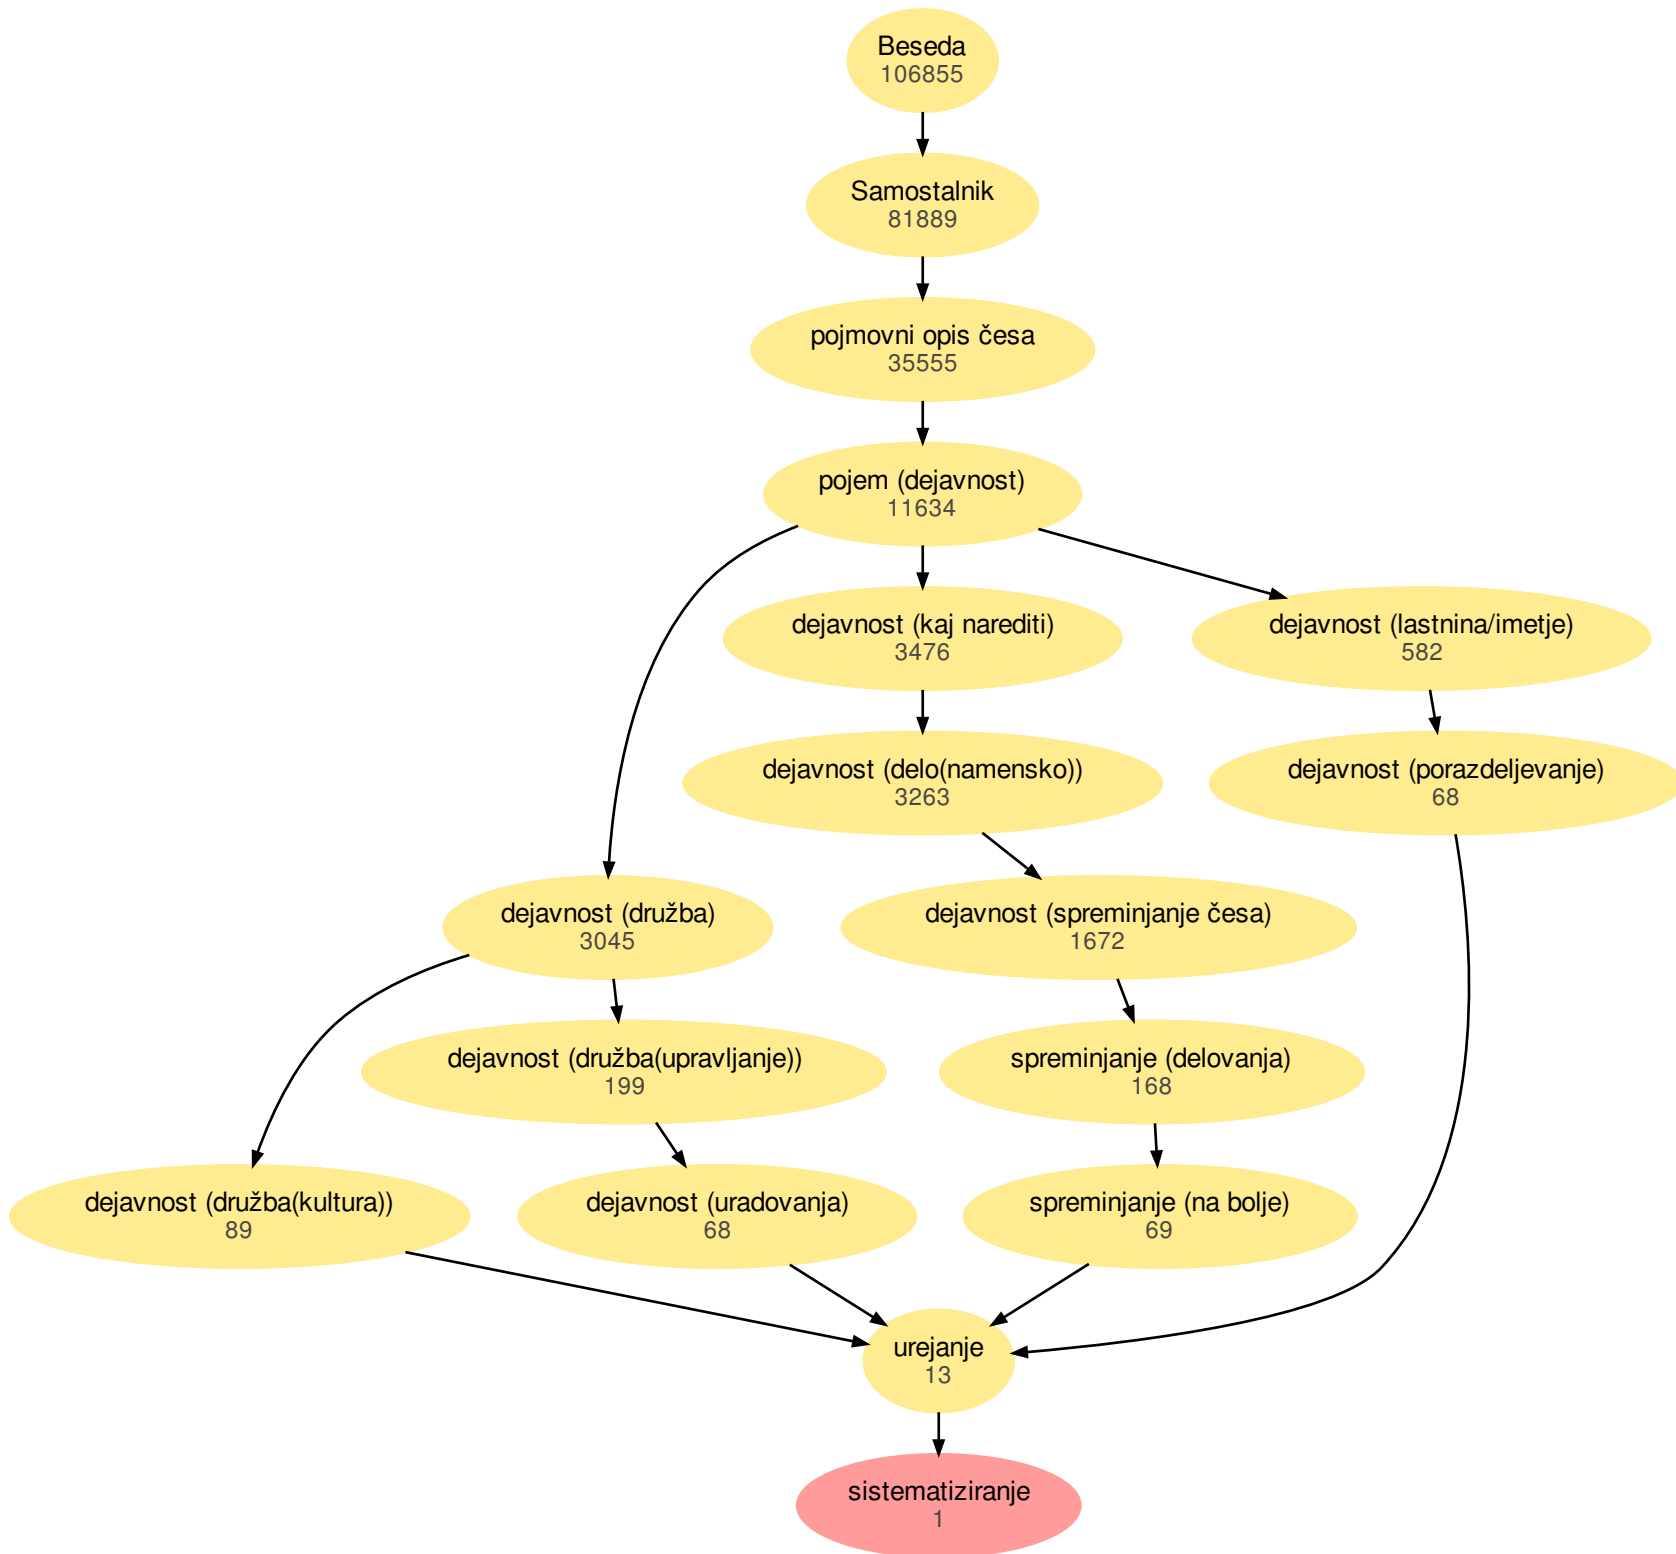 Beseda
106855
Samostalnik
81889
pojmovni opis česa
35555
pojem (dejavnost)
11634
dejavnost (kaj narediti)
3476
dejavnost (lastnina/imetje)
582
dejavnost (delo(namensko))
3263
dejavnost (porazdeljevanje)
68
dejavnost (družba)
3045
dejavnost (spreminjanje česa)
1672
dejavnost (družba(upravljanje))
199
spreminjanje (delovanja)
168
dejavnost (družba(kultura))
89
dejavnost (uradovanja)
68
spreminjanje (na bolje)
69
urejanje
13
sistematiziranje
1